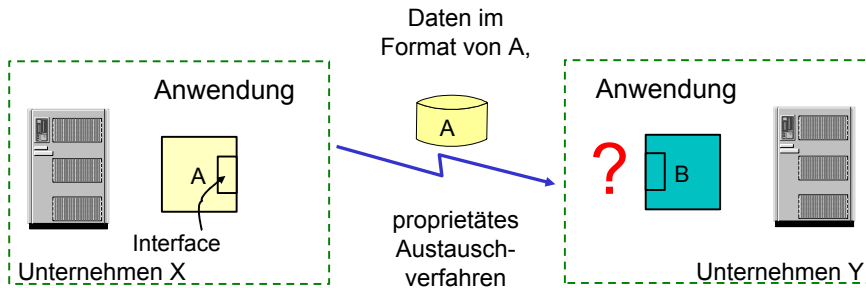 Daten im
Format von A,
Anwendung
A
Interface
Unternehmen X
A
proprietätes
Austausch-
verfahren
Anwendung
?
B
Unternehmen Y